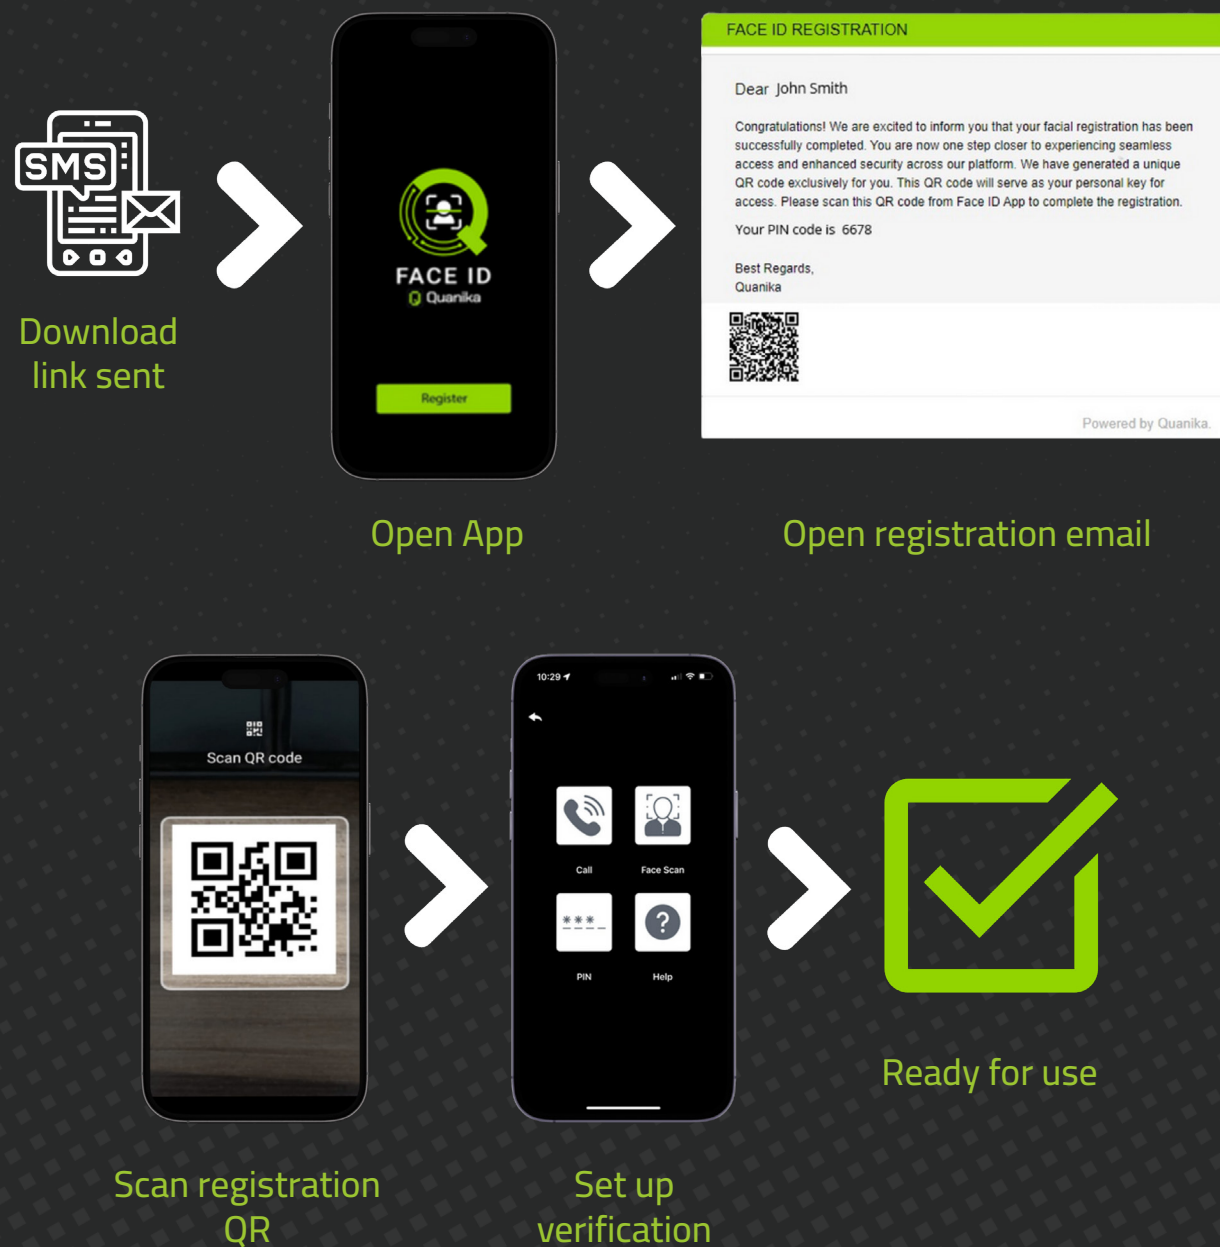 SMS
Download
link sent
FACE ID
Quanika
Register
Open App
FACE ID REGISTRATION
Dear John Smith
Congratulations! We are excited to inform you that your facial registration has been
successfully completed. You are now one step closer to experiencing seamless
access and enhanced security across our platform. We have generated a unique
QR code exclusively for you. This QR code will serve as your personal key for
access. Please scan this QR code from Face ID App to complete the registration.
Your PIN code is 6678
Best Regards,
Quanika
Powered by Quanika.
Open registration email
Scan QR code
Scan registration
QR
10:29
Call
Face Scan
***_
PIN
?
Help
Set up
verification
Ready for use